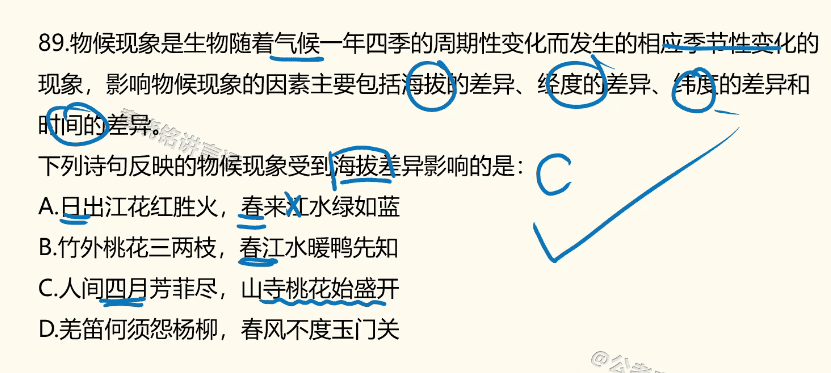 89.物候现象是生物随着气候一年四季的周期性变化而发生的相应季节性变化的
现象，影响物候现象的因素主要包括海拔的差异、经度的差异、纬度的差异和
时间的差异。
下列诗句反映的物候现象受到海拔差异影响的是：
C
A.日出江花红胜火，春来江水绿如蓝
B.竹外桃花三两枝，春江水暖鸭先知
C.人间四月芳菲尽，山寺桃花始盛开
D.羌笛何须怨杨柳，春风不度玉门关